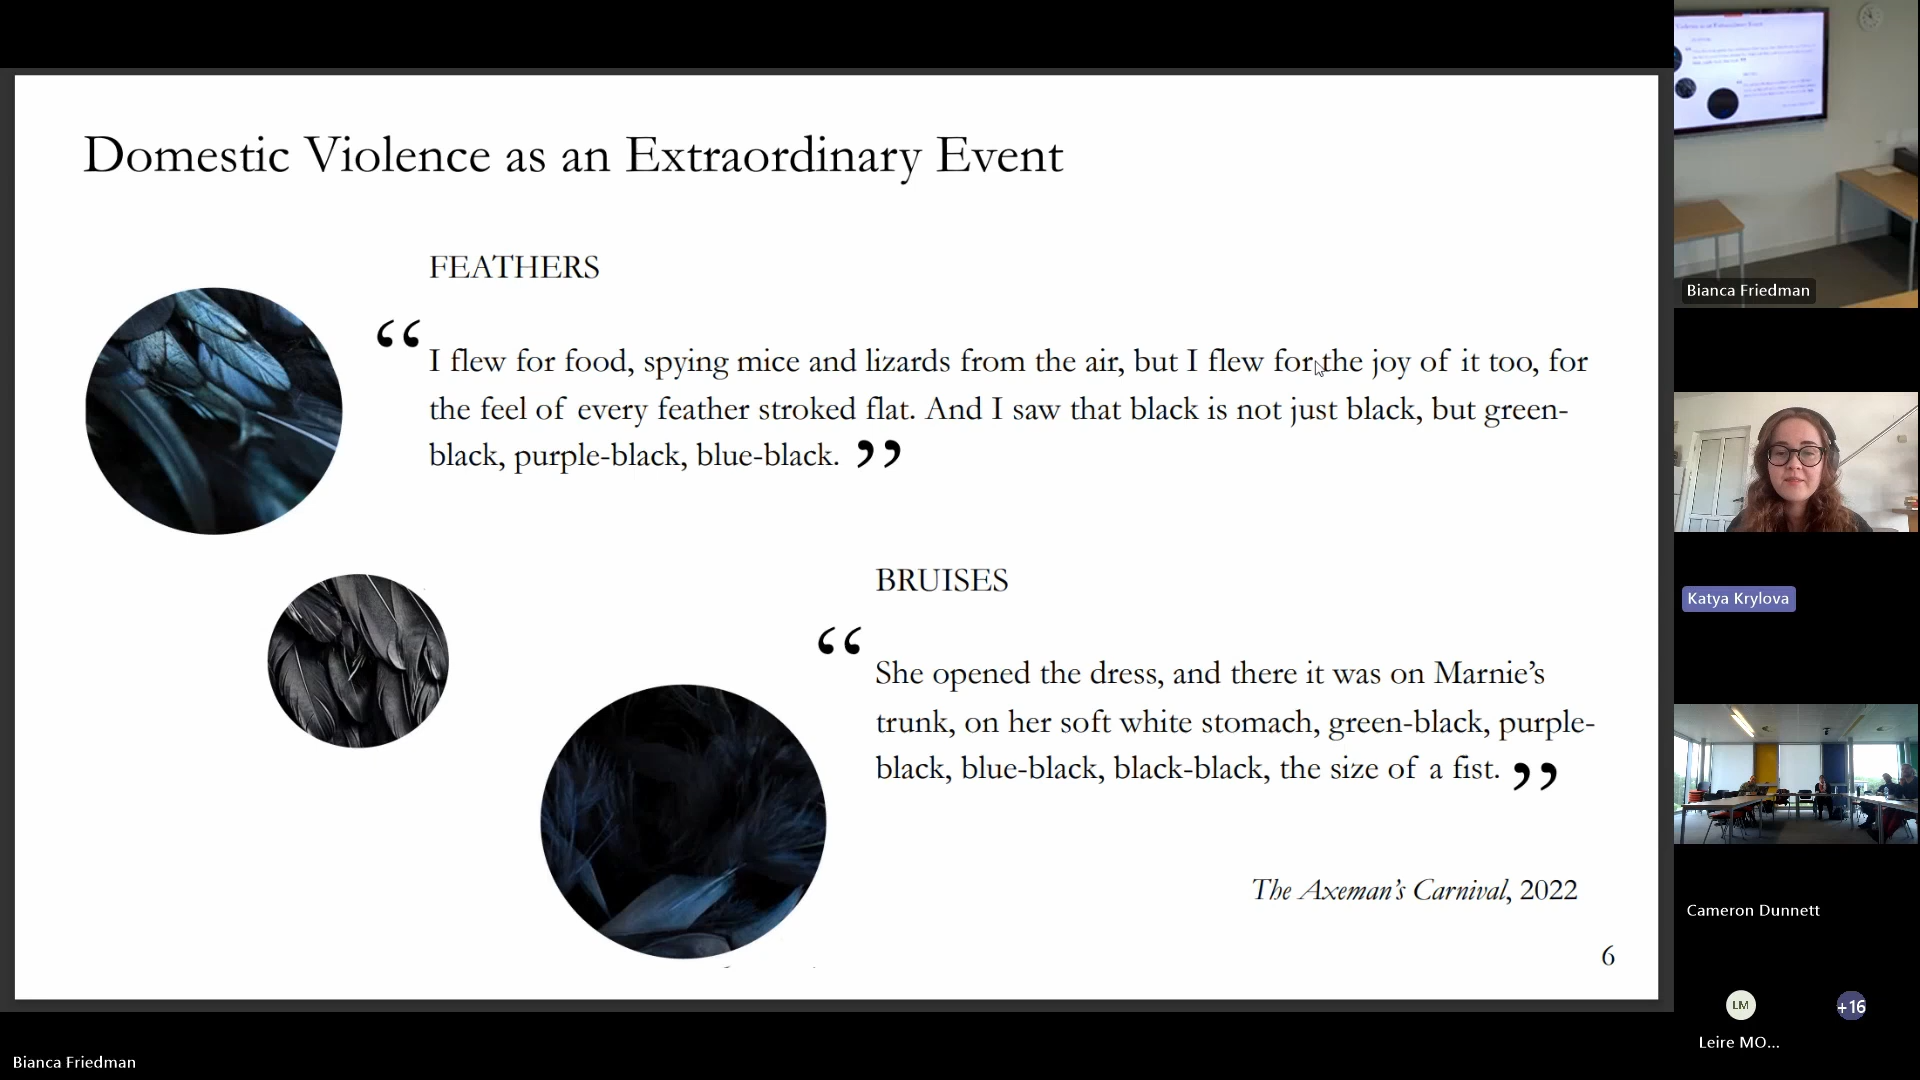 Domestic Violence as an Extraordinary Event
FEATHERS
“ I flew for food, spying mice and lizards from the air, but I flew for the joy of it too, for
the feel of every feather stroked flat. And I saw that black is not just black, but green-
black, purple-black, blue-black. ”
BRUISES
“ She opened the dress, and there it was on Marnie’s
trunk, on her soft white stomach, green-black, purple-
black, blue-black, black-black, the size of a fist. ”
The Axeman’s Carnival, 2022
6
Bianca Friedman
Bianca Friedman
Katya Krylova
Cameron Dunnett
LM
+16
Leire MO...